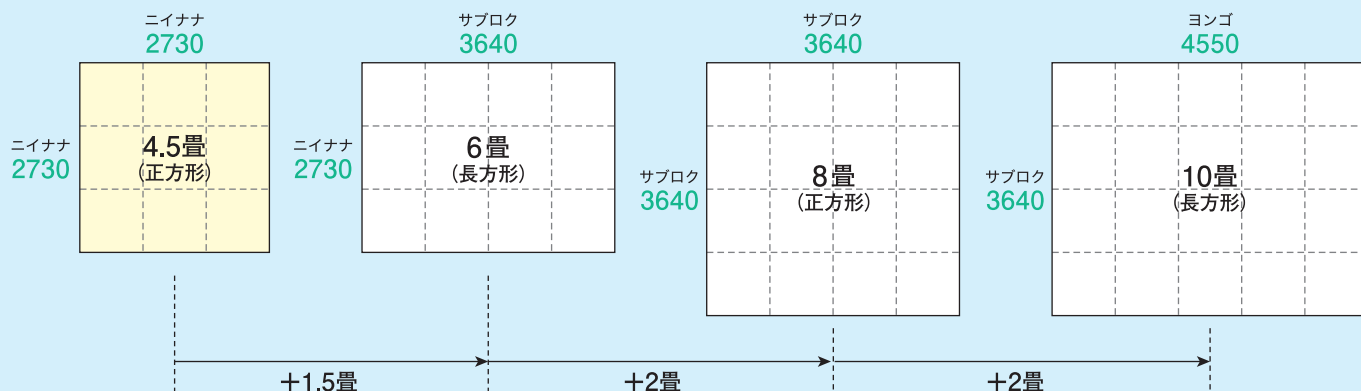 ニイナナ
2730
ニイナナ
2730
4.5畳
(正方形)
サブロク
3640
ニイナナ
2730
6畳
(長方形)
サブロク
3640
サブロク
3640
8畳
(正方形)
ヨンゴ
4550
サブロク
3640
10畳
(長方形)
+1.5畳
+2畳
+2畳